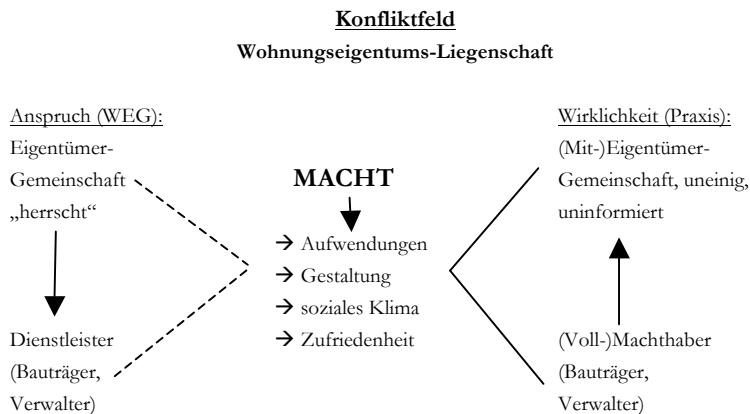 Konfliktfeld
Wohnungseigentums-Liegenschaft
Anspruch (WEG):
Eigentümer-
Gemeinschaft
„herrscht“
Dienstleister
(Bauträger,
Verwalter)
MACHT
→ Aufwendungen
→ Gestaltung
→ soziales Klima
→ Zufriedenheit
Wirklichkeit (Praxis):
(Mit-)Eigentümer-
Gemeinschaft, uneinig,
uninformiert
(Voll-)Machthaber
(Bauträger,
Verwalter)